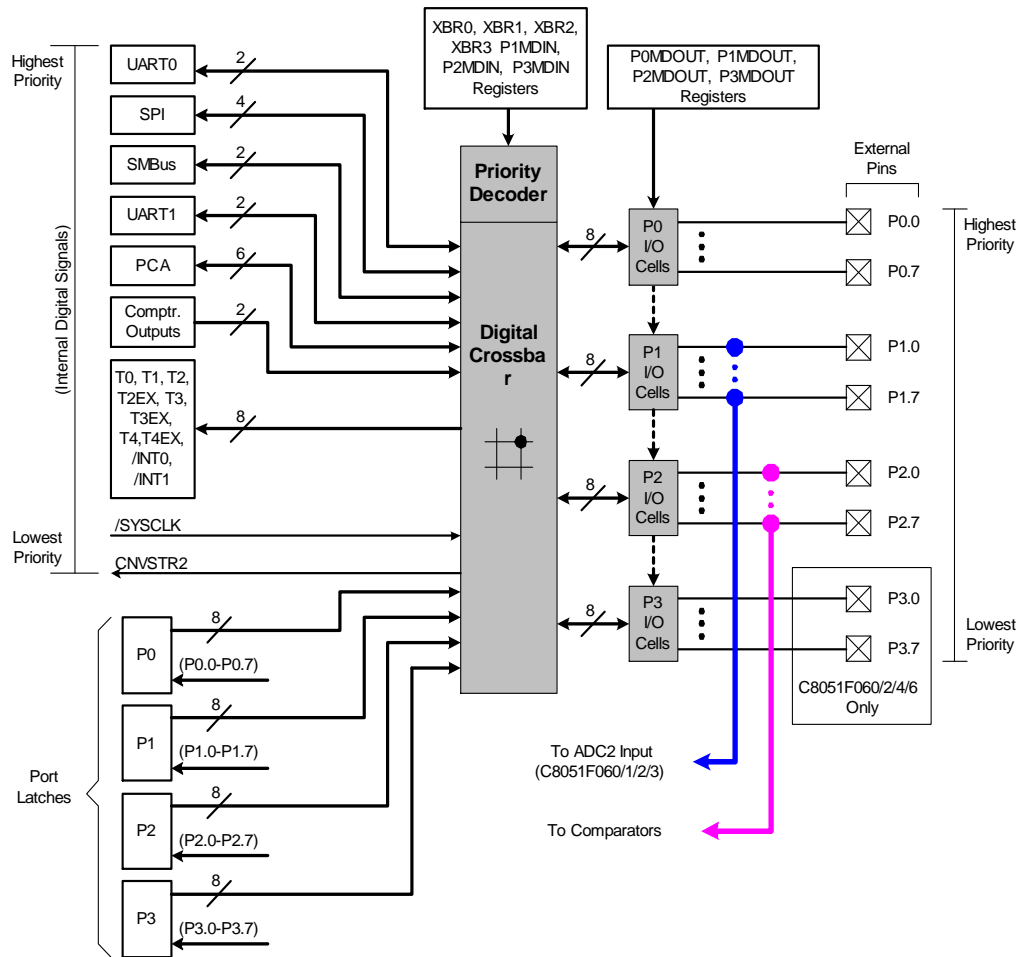 XBR0, XBR1, XBR2,
XBR3 P1MDIN,
P2MDIN, P3MDIN
Registers
P0MDOUT, P1MDOUT,
P2MDOUT, P3MDOUT
Registers
Highest
Priority
(Internal Digital Signals)
Lowest
Priority
UART0
2
SPI
4
SMBus
2
UART1
2
PCA
6
Comptr.
Outputs
2
T0, T1, T2,
T2EX, T3,
T3EX,
T4,T4EX,
/INT0,
/INT1
8
/SYSCLK
CNVSTR2
Priority
Decoder
Digital
Crossba
r
8
P0
I/O
Cells
8
P1
I/O
Cells
8
P2
I/O
Cells
8
P3
I/O
Cells
External
Pins
P0.0
P0.7
P1.0
P1.7
P2.0
P2.7
P3.0
P3.7
C8051F060/2/4/6
Only
Highest
Priority
Lowest
Priority
To ADC2 Input
(C8051F060/1/2/3)
To Comparators
Port
Latches
P0
8
(P0.0-P0.7)
P1
8
(P1.0-P1.7)
P2
8
(P2.0-P2.7)
P3
8
(P3.0-P3.7)